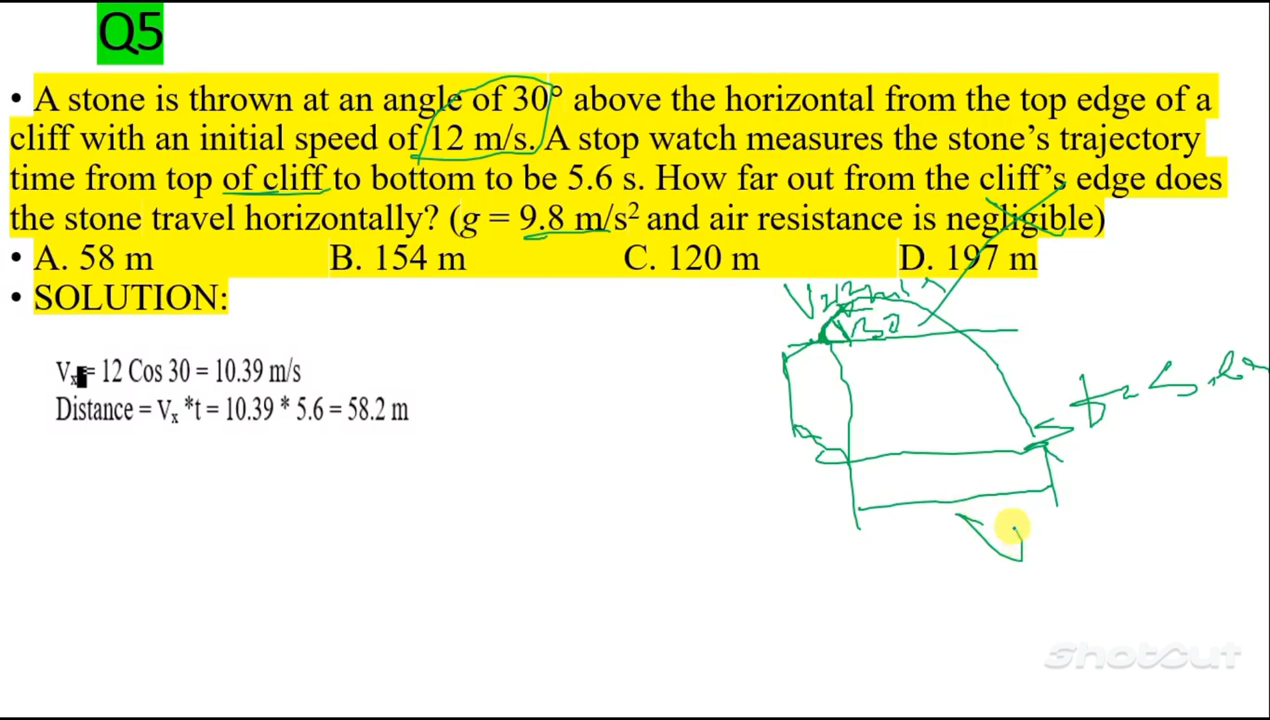 Q5
• A stone is thrown at an angle of 30° above the horizontal from the top edge of a
cliff with an initial speed of 12 m/s. A stop watch measures the stone's trajectory
time from top of cliff to bottom to be 5.6 s. How far out from the cliff's edge does
the stone travel horizontally? (g = 9.8 m/s² and air resistance is negligible)
• A. 58 m B. 154 m C. 120 m D. 197 m
• SOLUTION:
Vₓ = 12 Cos 30 = 10.39 m/s
Distance = Vₓ *t = 10.39 * 5.6 = 58.2 m
30
Shotcut